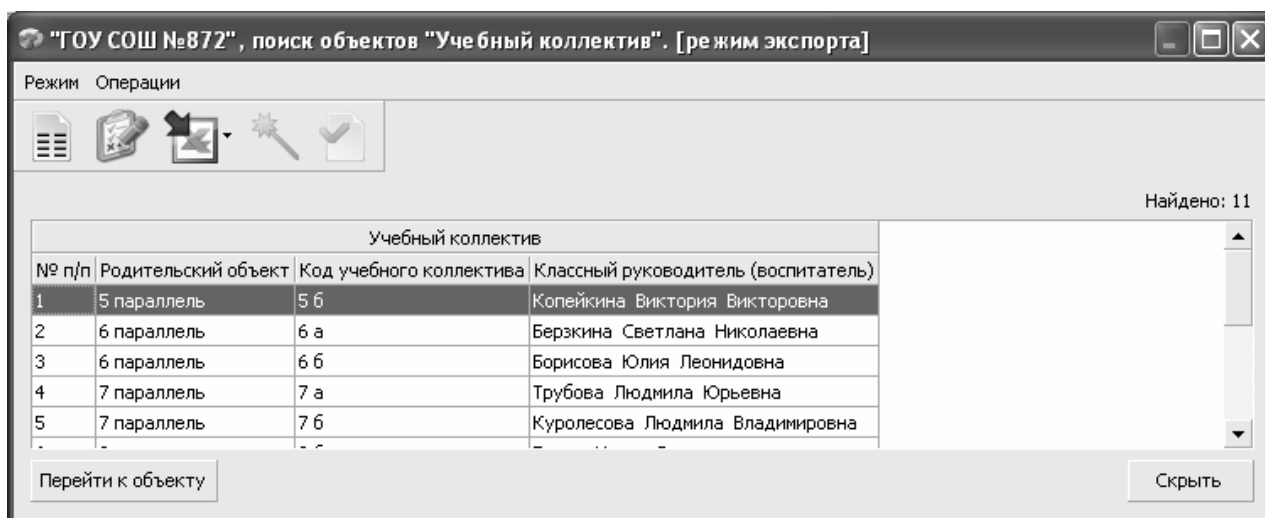 "ГОУ СОШ №872", поиск объектов "Учебный коллектив". [режим экспорта]
Режим Операции
Найдено: 11
Учебный коллектив
№ п/п Родительский объект Код учебного коллектива Классный руководитель (воспитатель)
1 5 параллель 5 б Копейкина Виктория Викторовна
2 6 параллель 6 а Берзкина Светлана Николаевна
3 6 параллель 6 б Борисова Юлия Леонидовна
4 7 параллель 7 а Трубова Людмила Юрьевна
5 7 параллель 7 б Куролесова Людмила Владимировна
Перейти к объекту Скрыть